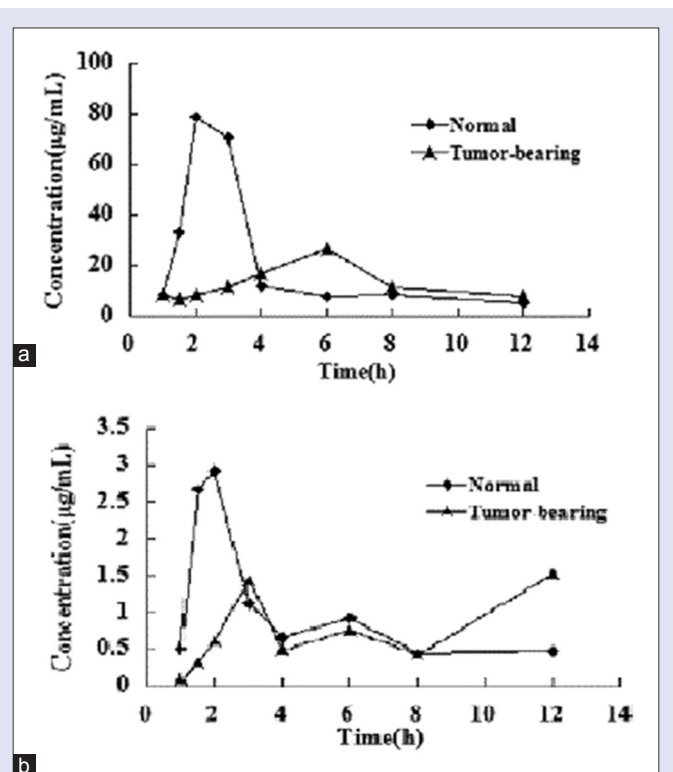 100
80
60
40
20
0
Concentration(µg/mL)
Normal
Tumor-bearing
0 2 4 6 8 10 12 14
Time(h)
a
3.5
3
2.5
2
1.5
1
0.5
0
Concentration(µg/mL)
Normal
Tumor-bearing
0 2 4 6 8 10 12 14
Time(h)
b